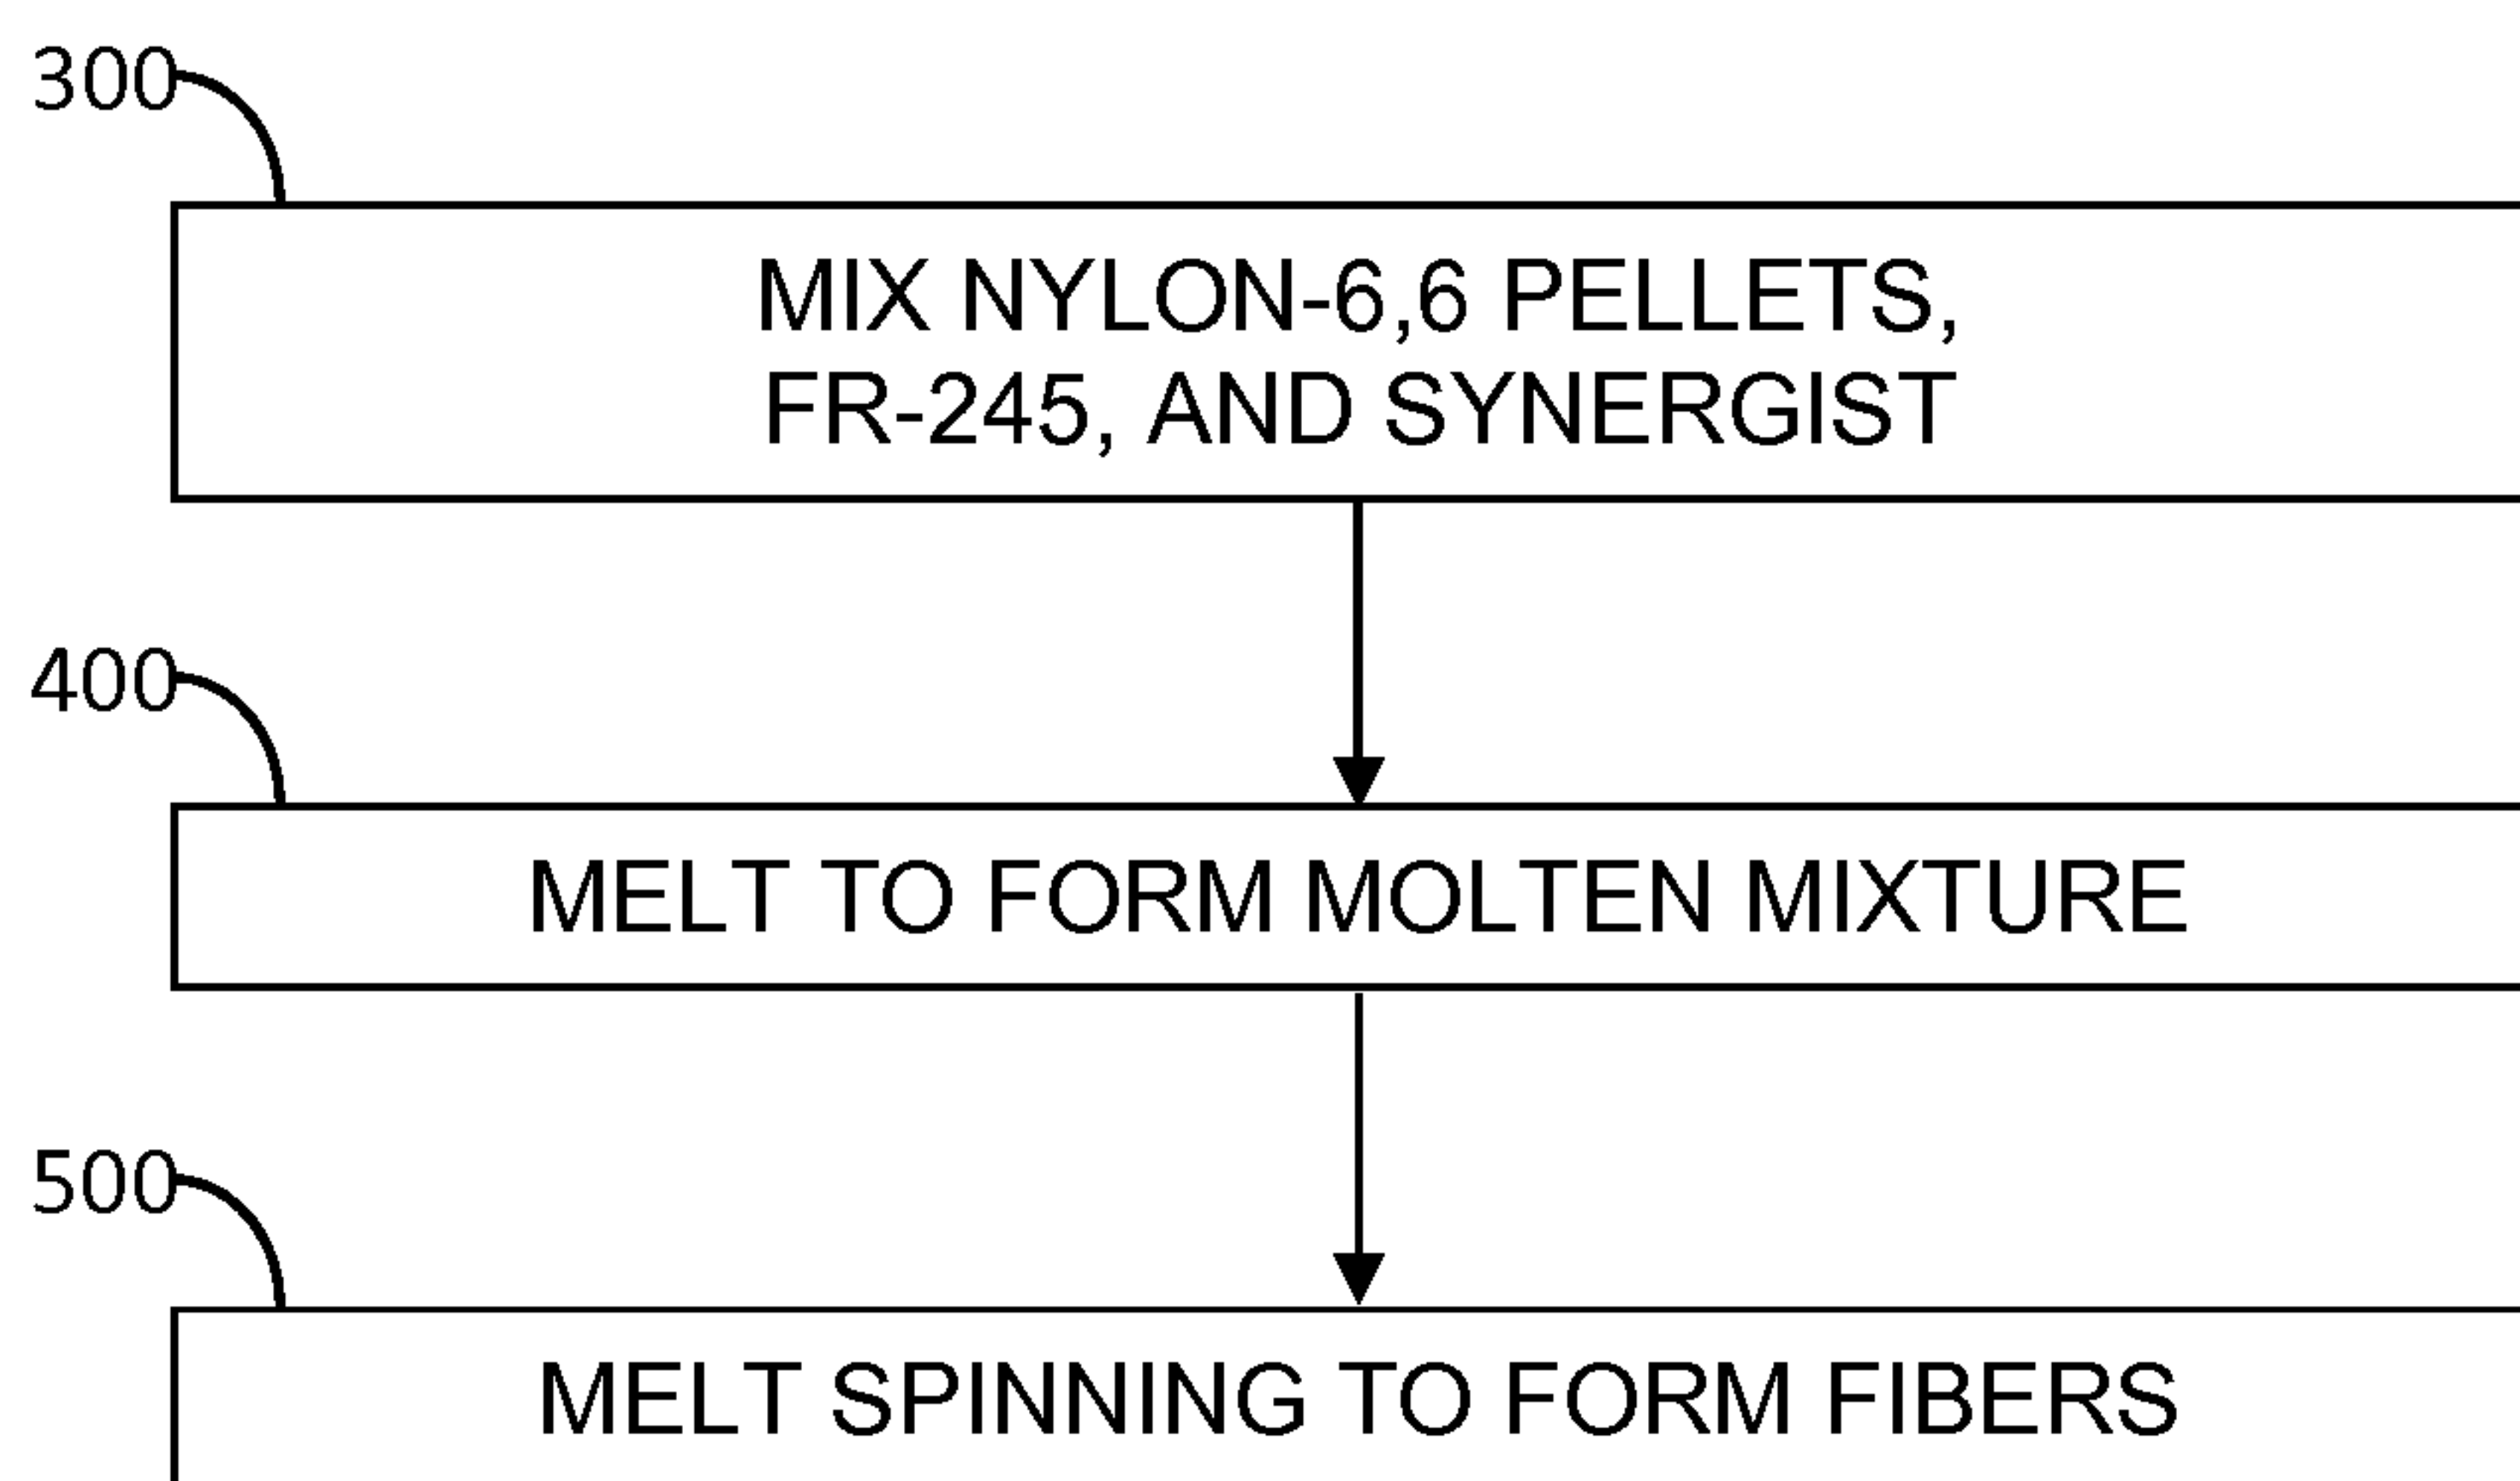 300
MIX NYLON-6,6 PELLETS,
FR-245, AND SYNERGIST
400
MELT TO FORM MOLTEN MIXTURE
500
MELT SPINNING TO FORM FIBERS